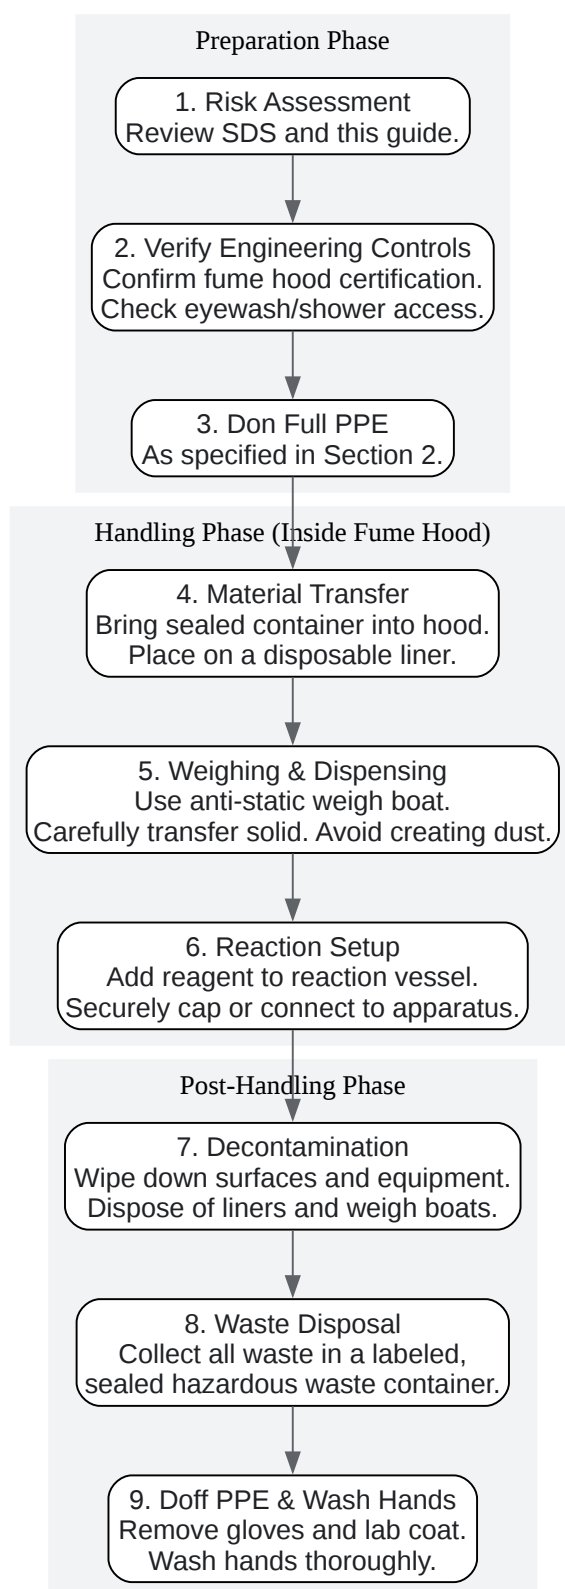 Preparation Phase
1. Risk Assessment
Review SDS and this guide.
2. Verify Engineering Controls
Confirm fume hood certification.
Check eyewash/shower access.
3. Don Full PPE
As specified in Section 2.
Handling Phase (Inside Fume Hood)
4. Material Transfer
Bring sealed container into hood.
Place on a disposable liner.
5. Weighing & Dispensing
Use anti-static weigh boat.
Carefully transfer solid. Avoid creating dust.
6. Reaction Setup
Add reagent to reaction vessel.
Securely cap or connect to apparatus.
Post-Handling Phase
7. Decontamination
Wipe down surfaces and equipment.
Dispose of liners and weigh boats.
8. Waste Disposal
Collect all waste in a labeled,
sealed hazardous waste container.
9. Doff PPE & Wash Hands
Remove gloves and lab coat.
Wash hands thoroughly.